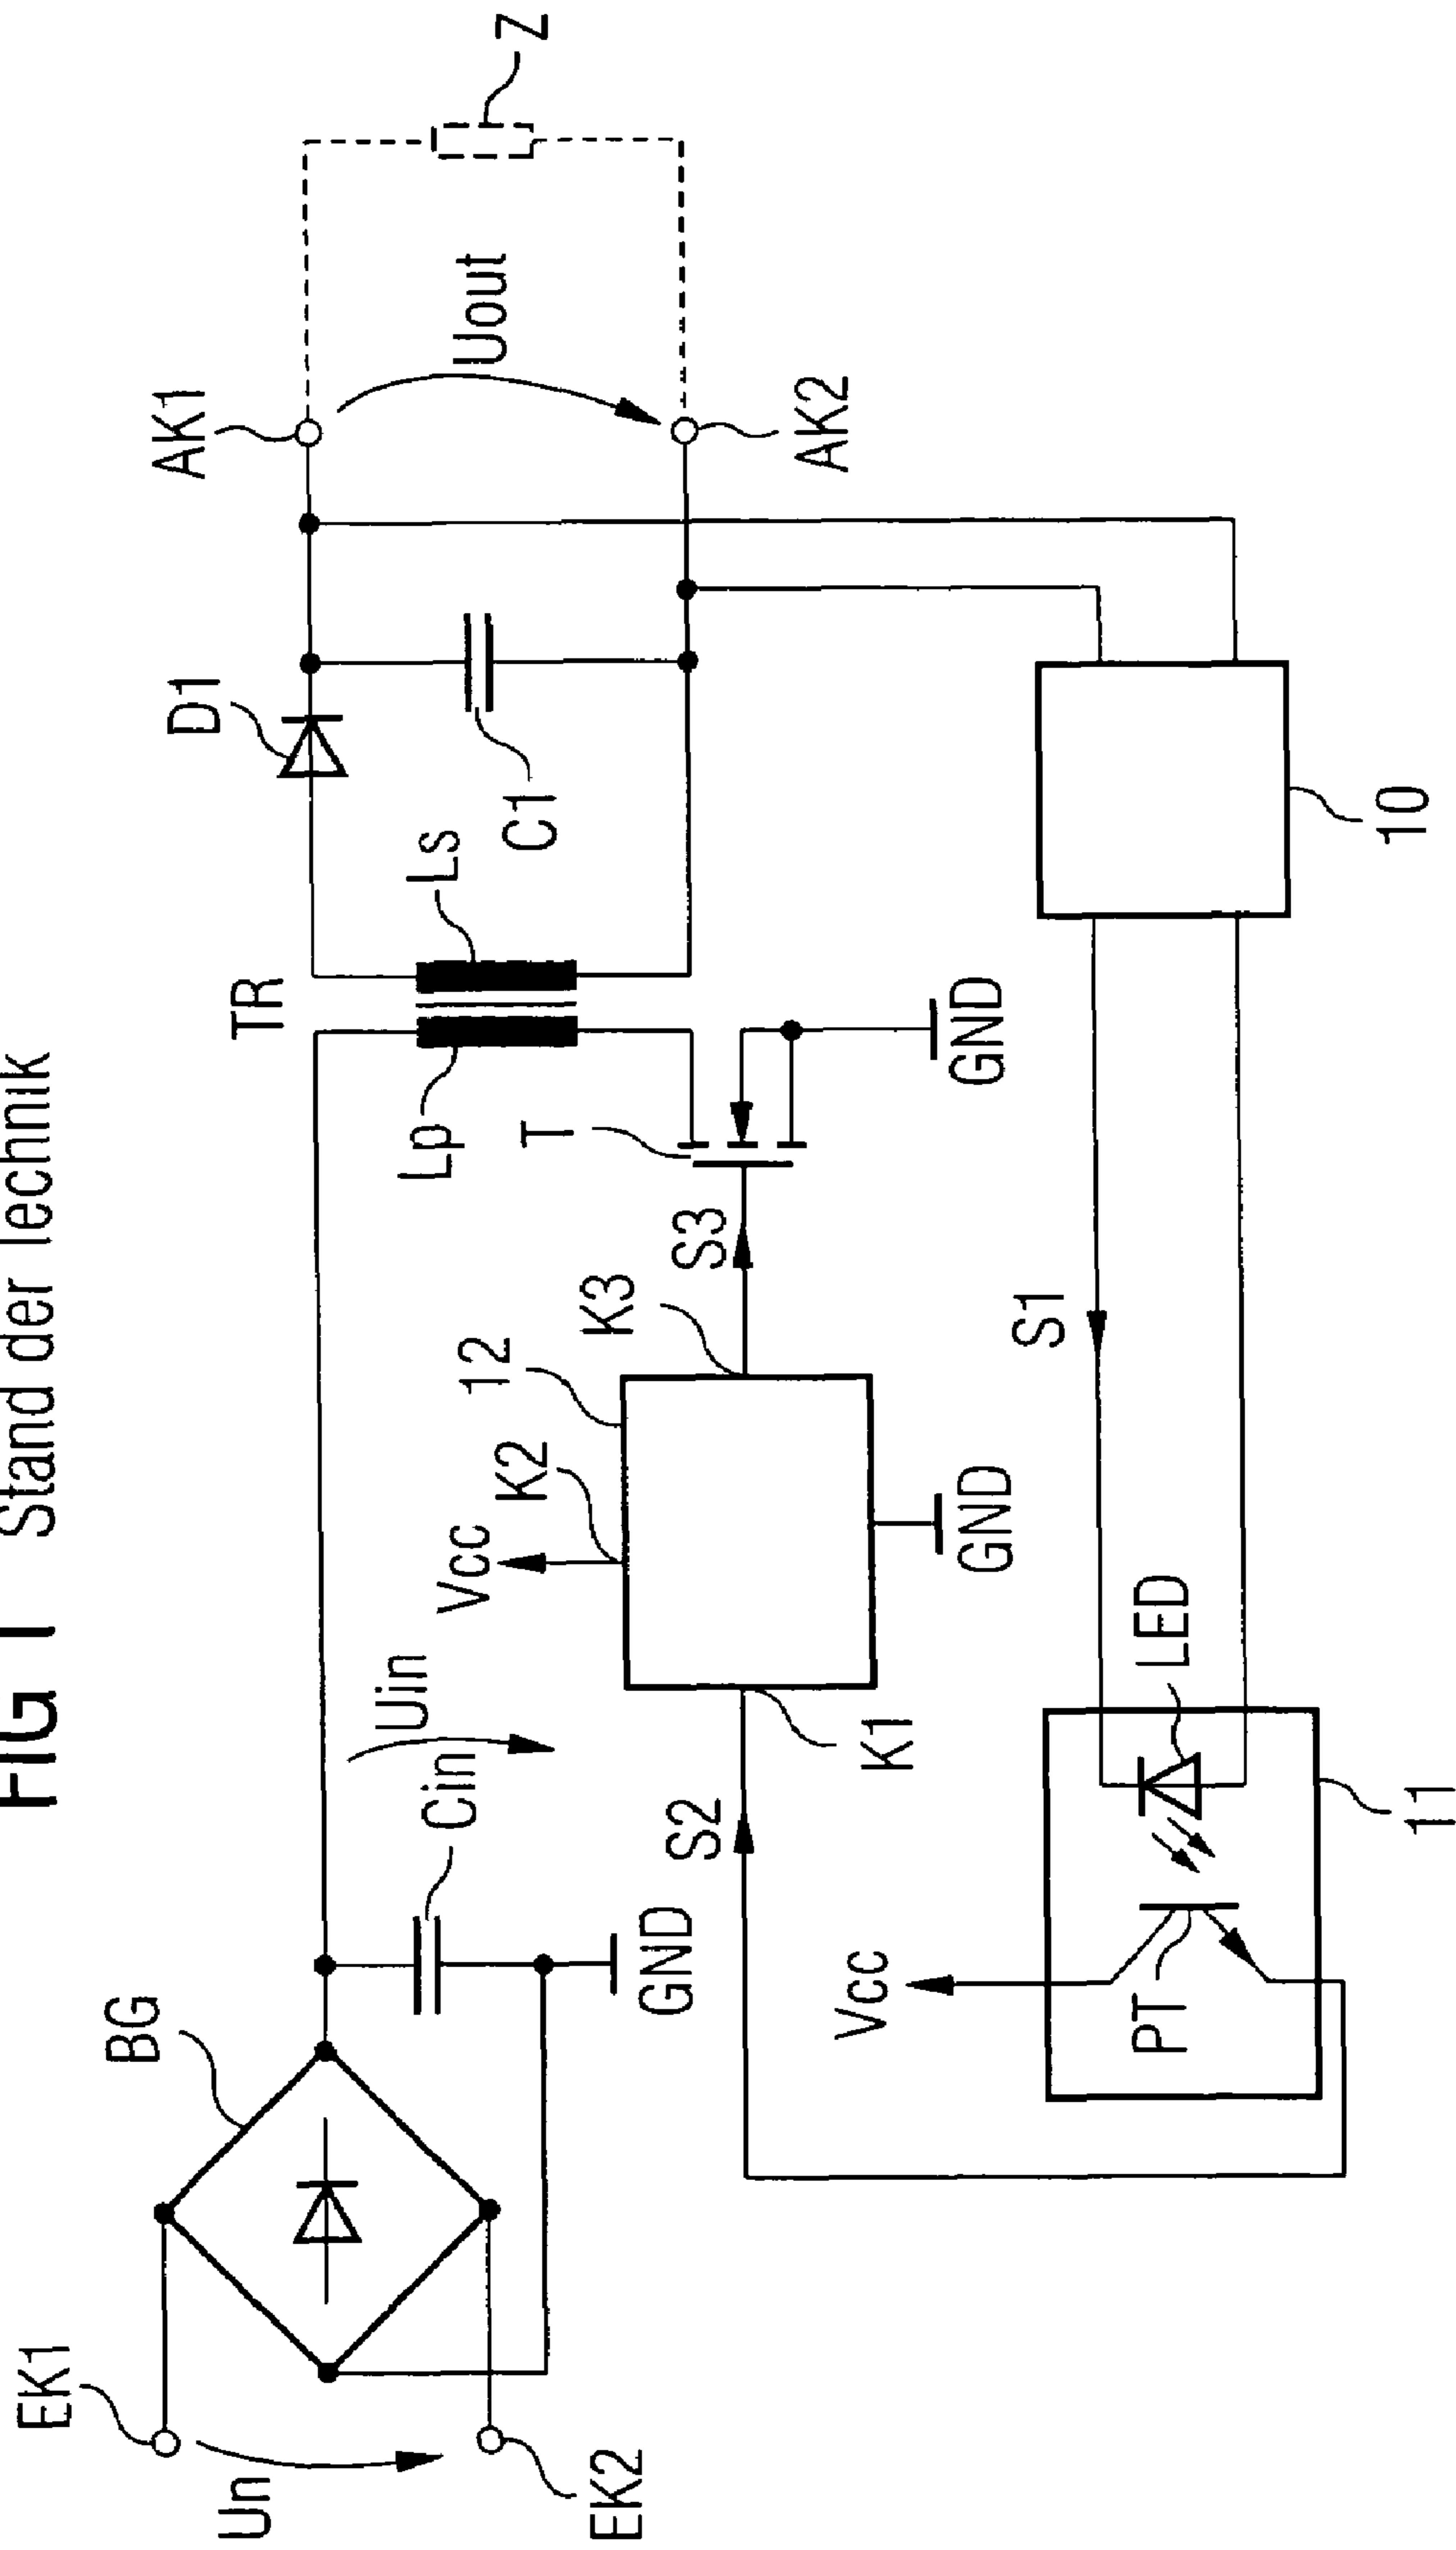 FIG 1 Stand der Technik
EK1
Un
EK2
BG
Cin
GND
Uin
Vcc
K2
12
K3
S3
S2
K1
GND
TR
Lp
Ls
T
GND
D1
C1
AK1
Uout
AK2
Z
Vcc
PT
LED
11
S1
10